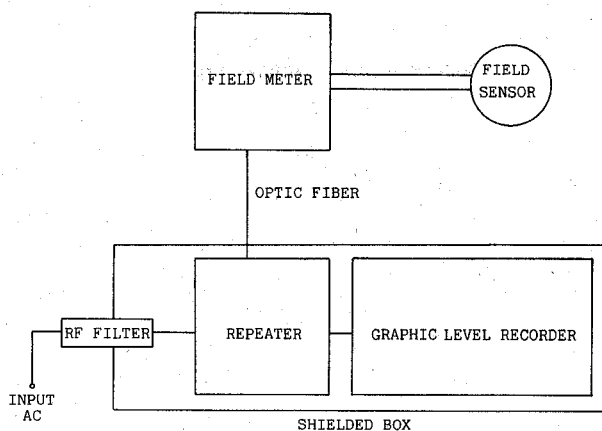 FIELD METER
FIELD
SENSOR
OPTIC FIBER
RF FILTER
REPEATER
GRAPHIC LEVEL RECORDER
INPUT
AC
SHIELDED BOX